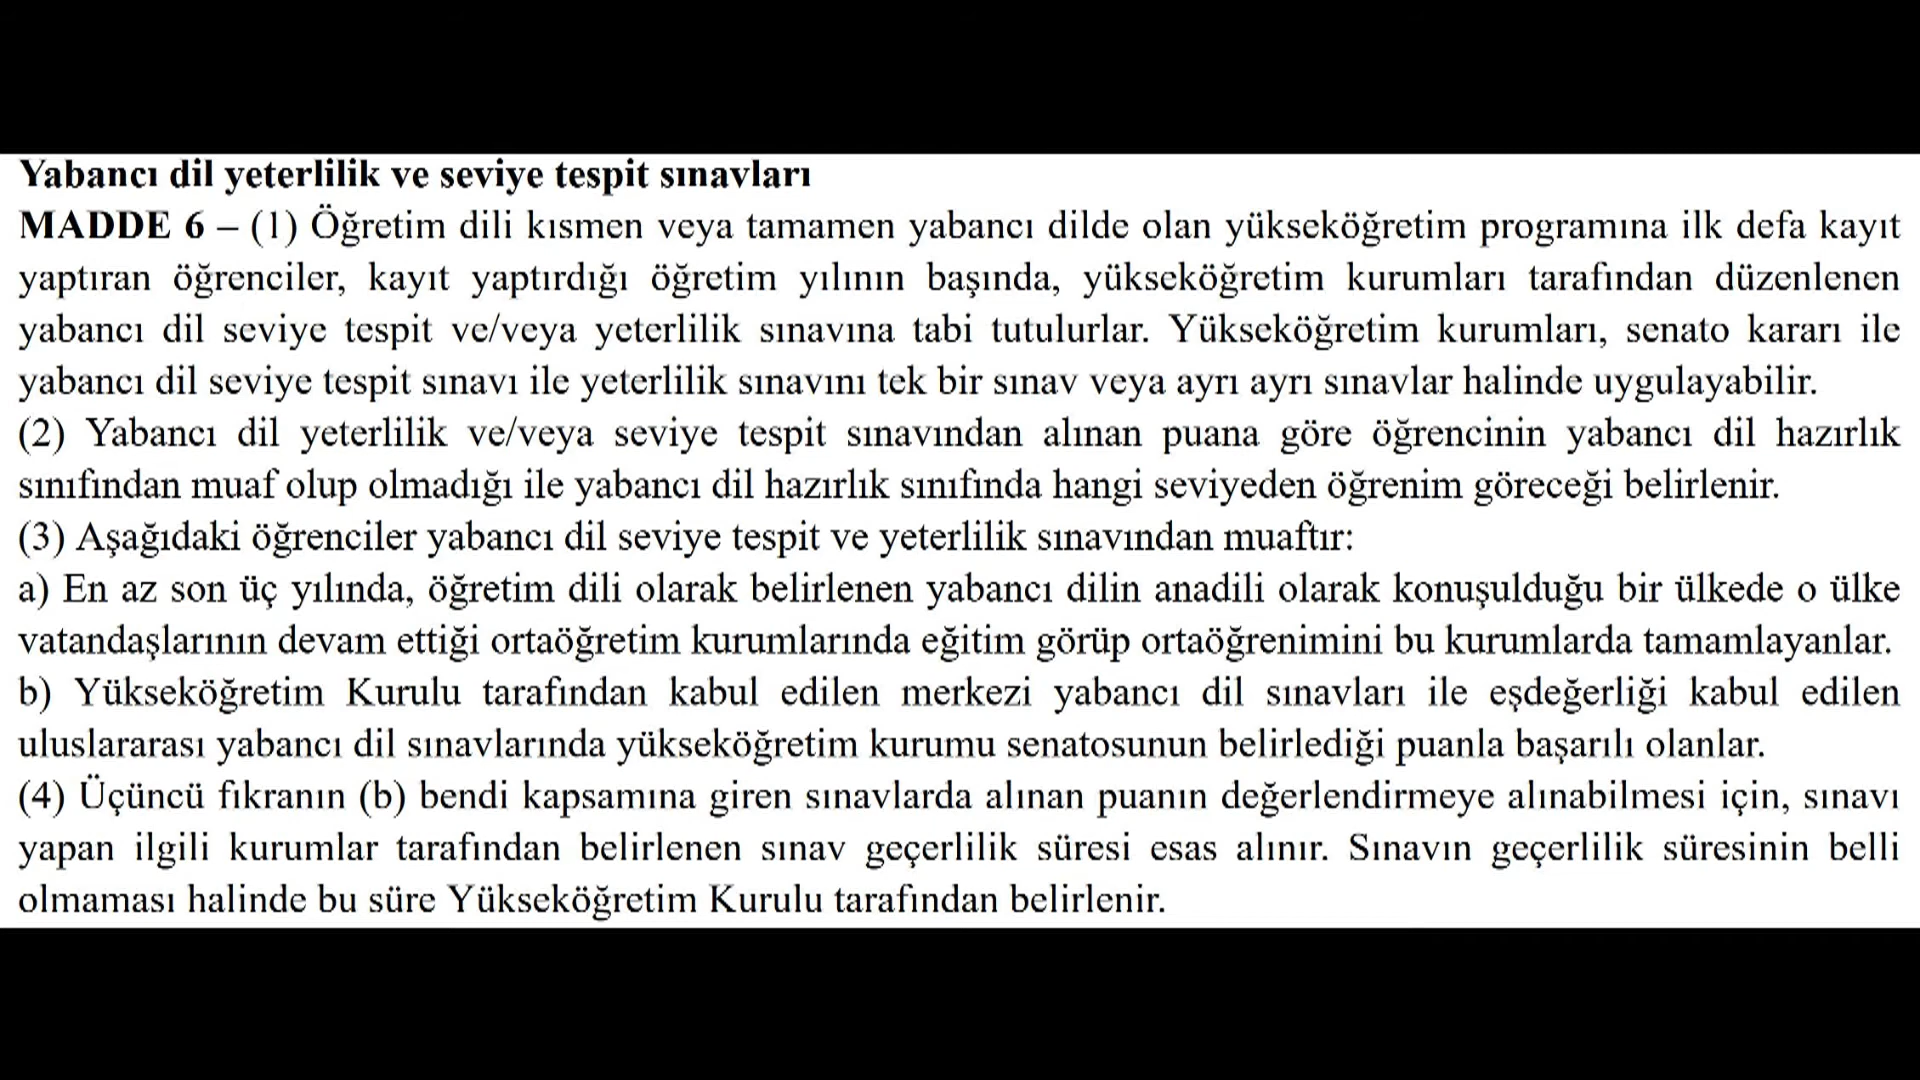 Yabancı dil yeterlilik ve seviye tespit sınavları
MADDE 6 – (1) Öğretim dili kısmen veya tamamen yabancı dilde olan yükseköğretim programına ilk defa kayıt
yaptıran öğrenciler, kayıt yaptırdığı öğretim yılının başında, yükseköğretim kurumları tarafından düzenlenen
yabancı dil seviye tespit ve/veya yeterlilik sınavına tabi tutulurlar. Yükseköğretim kurumları, senato kararı ile
yabancı dil seviye tespit sınavı ile yeterlilik sınavını tek bir sınav veya ayrı ayrı sınavlar halinde uygulayabilir.
(2) Yabancı dil yeterlilik ve/veya seviye tespit sınavından alınan puana göre öğrencinin yabancı dil hazırlık
sınıfından muaf olup olmadığı ile yabancı dil hazırlık sınıfında hangi seviyeden öğrenim göreceği belirlenir.
(3) Aşağıdaki öğrenciler yabancı dil seviye tespit ve yeterlilik sınavından muaftır:
a) En az son üç yılında, öğretim dili olarak belirlenen yabancı dilin anadili olarak konuşulduğu bir ülkede o ülke
vatandaşlarının devam ettiği ortaöğretim kurumlarında eğitim görüp ortaöğrenimini bu kurumlarda tamamlayanlar.
b) Yükseköğretim Kurulu tarafından kabul edilen merkezi yabancı dil sınavları ile eşdeğerliği kabul edilen
uluslararası yabancı dil sınavlarında yükseköğretim kurumu senatosunun belirlediği puanla başarılı olanlar.
(4) Üçüncü fıkranın (b) bendi kapsamına giren sınavlarda alınan puanın değerlendirmeye alınabilmesi için, sınavı
yapan ilgili kurumlar tarafından belirlenen sınav geçerlilik süresi esas alınır. Sınavın geçerlilik süresinin belli
olmaması halinde bu süre Yükseköğretim Kurulu tarafından belirlenir.